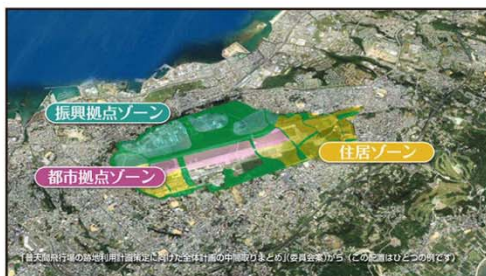 振興拠点ゾーン
住居ゾーン
都市拠点ゾーン
「普天間飛行場の跡地利用計画策定に向けた全体計画の中間取りまとめ」(委員会案)から（この配置はひとつの例です）